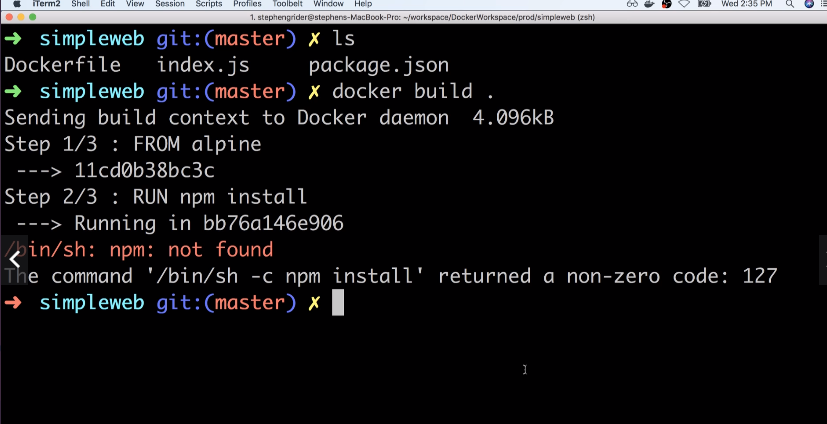 iTerm2 Shell Edit View Session Scripts Profiles Toolbelt Window Help Wed 2:35 PM
1. stephengrider@stephens-MacBook-Pro: ~/workspace/DockerWorkspace/prod/simpleweb (zsh)
➜ simpleweb git:(master) ✗ ls
Dockerfile index.js package.json
➜ simpleweb git:(master) ✗ docker build .
Sending build context to Docker daemon 4.096kB
Step 1/3 : FROM alpine
---> 11cd0b38bc3c
Step 2/3 : RUN npm install
---> Running in bb76a146e906
/bin/sh: npm: not found
The command '/bin/sh -c npm install' returned a non-zero code: 127
➜ simpleweb git:(master) ✗